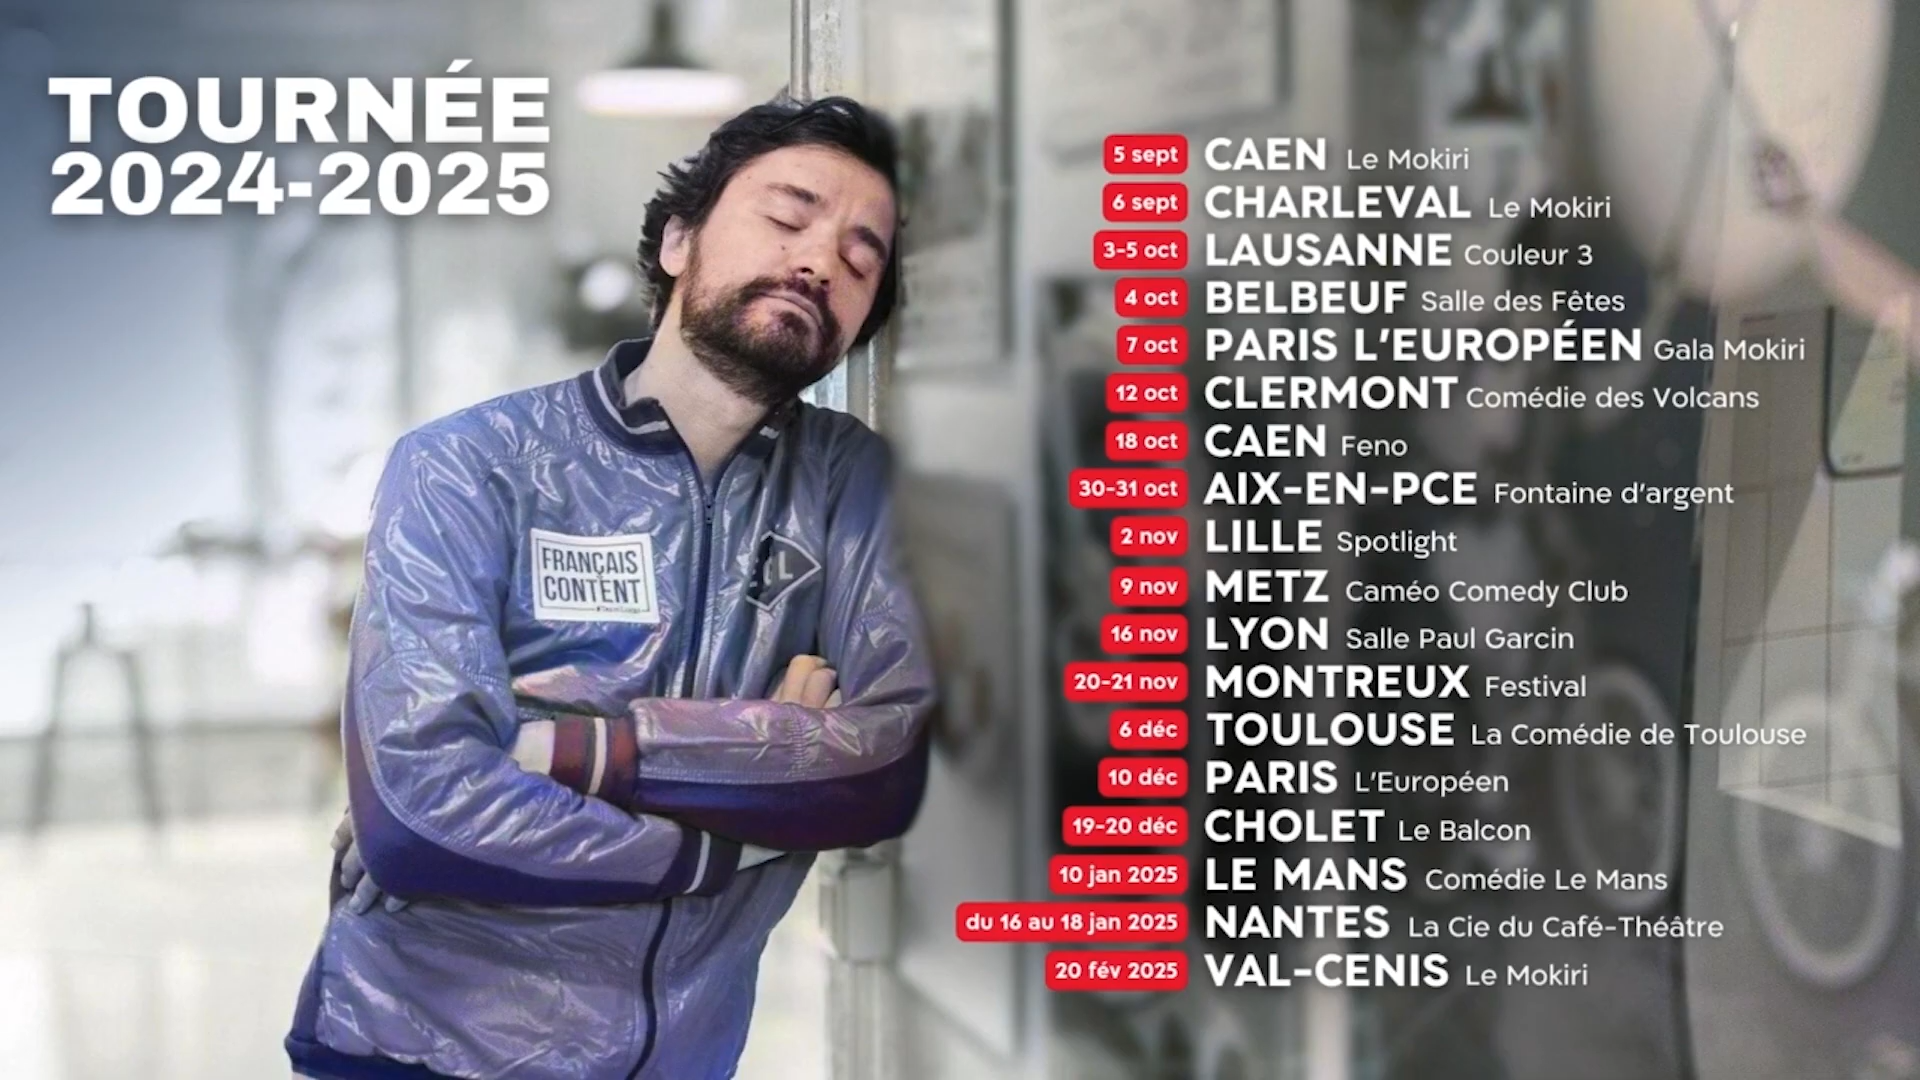 TOURNÉE
2024-2025
5 sept CAEN Le Mokiri
6 sept CHARLEVAL Le Mokiri
3-5 oct LAUSANNE Couleur 3
4 oct BELBEUF Salle des Fêtes
7 oct PARIS L'EUROPÉEN Gala Mokiri
12 oct CLERMONT Comédie des Volcans
18 oct CAEN Feno
30-31 oct AIX-EN-PCE Fontaine d'argent
2 nov LILLE Spotlight
9 nov METZ Caméo Comedy Club
16 nov LYON Salle Paul Garcin
20-21 nov MONTREUX Festival
6 déc TOULOUSE La Comédie de Toulouse
10 déc PARIS L'Européen
19-20 déc CHOLET Le Balcon
10 jan 2025 LE MANS Comédie Le Mans
du 16 au 18 jan 2025 NANTES La Cie du Café-Théâtre
20 fév 2025 VAL-CENIS Le Mokiri
FRANÇAIS
CONTENT